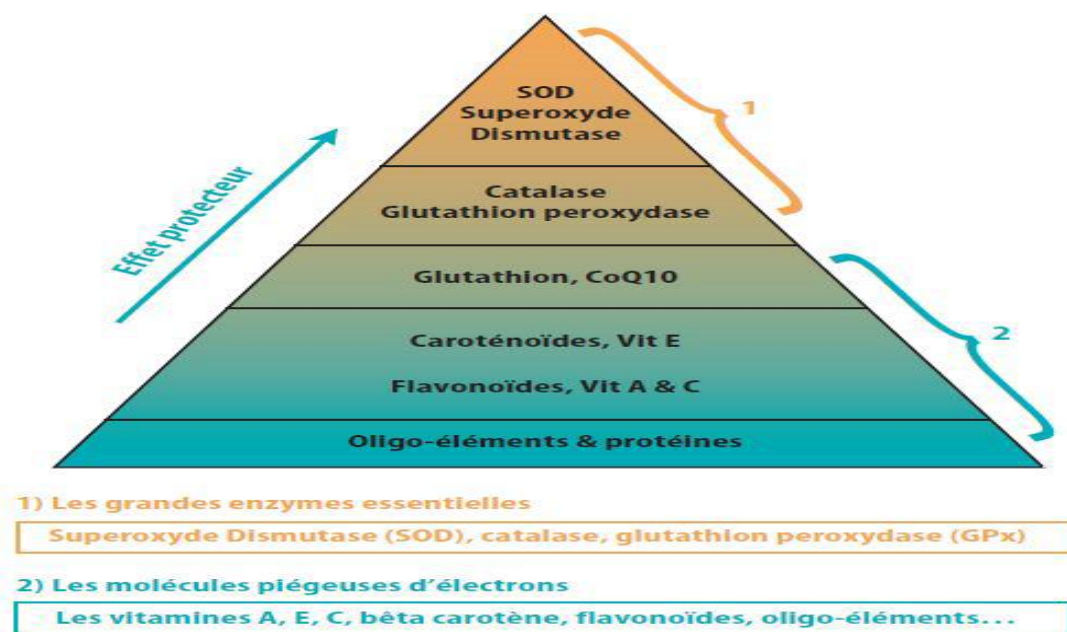 SOD
Superoxyde
Dismutase
1
Effet protecteur
Catalase
Glutathion peroxydase
Glutathion, CoQ10
2
Caroténoïdes, Vit E
Flavonoïdes, Vit A & C
Oligo-éléments & protéines
1) Les grandes enzymes essentielles
Superoxyde Dismutase (SOD), catalase, glutathion peroxydase (GPx)
2) Les molécules piégeuses d'électrons
Les vitamines A, E, C, bêta carotène, flavonoïdes, oligo-éléments...